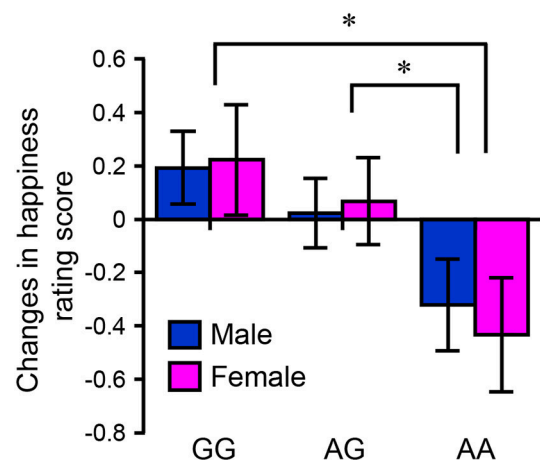 *
*
0.6
0.4
0.2
0
-0.2
-0.4
-0.6
-0.8
Changes in happiness
rating score
Male
Female
GG AG AA